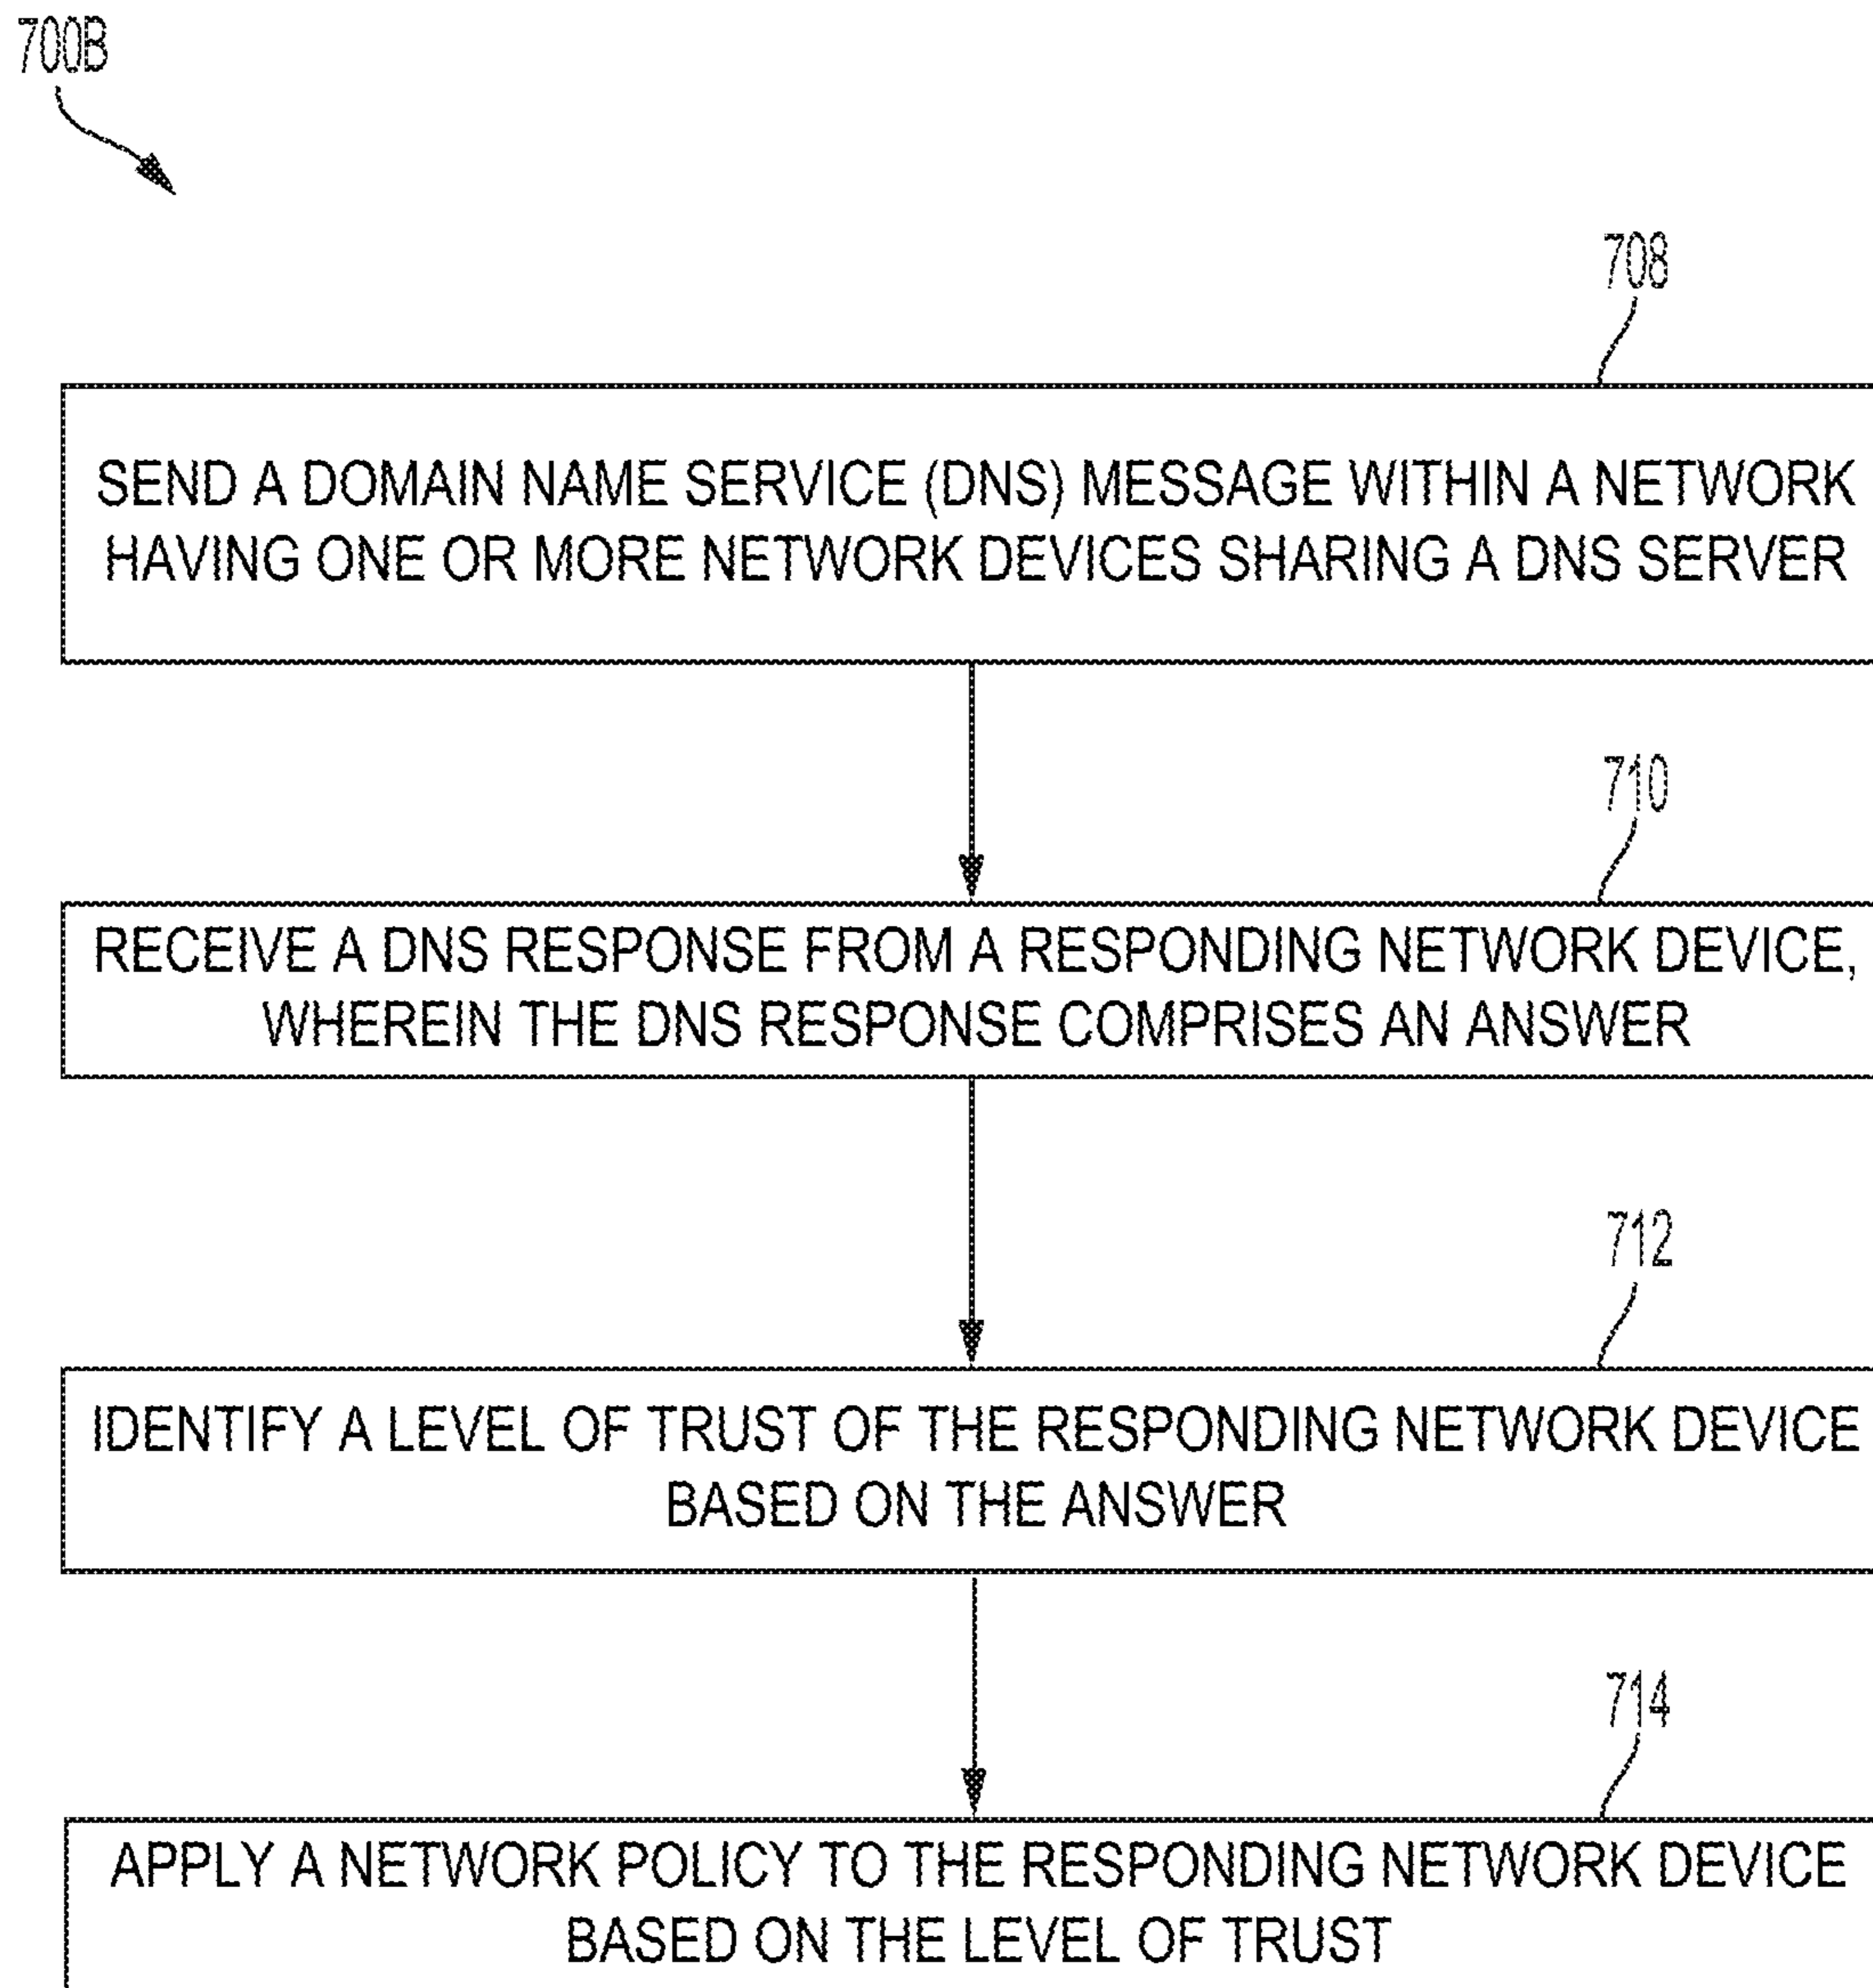 700B
708
SEND A DOMAIN NAME SERVICE (DNS) MESSAGE WITHIN A NETWORK
HAVING ONE OR MORE NETWORK DEVICES SHARING A DNS SERVER
710
RECEIVE A DNS RESPONSE FROM A RESPONDING NETWORK DEVICE,
WHEREIN THE DNS RESPONSE COMPRISES AN ANSWER
712
IDENTIFY A LEVEL OF TRUST OF THE RESPONDING NETWORK DEVICE
BASED ON THE ANSWER
714
APPLY A NETWORK POLICY TO THE RESPONDING NETWORK DEVICE
BASED ON THE LEVEL OF TRUST